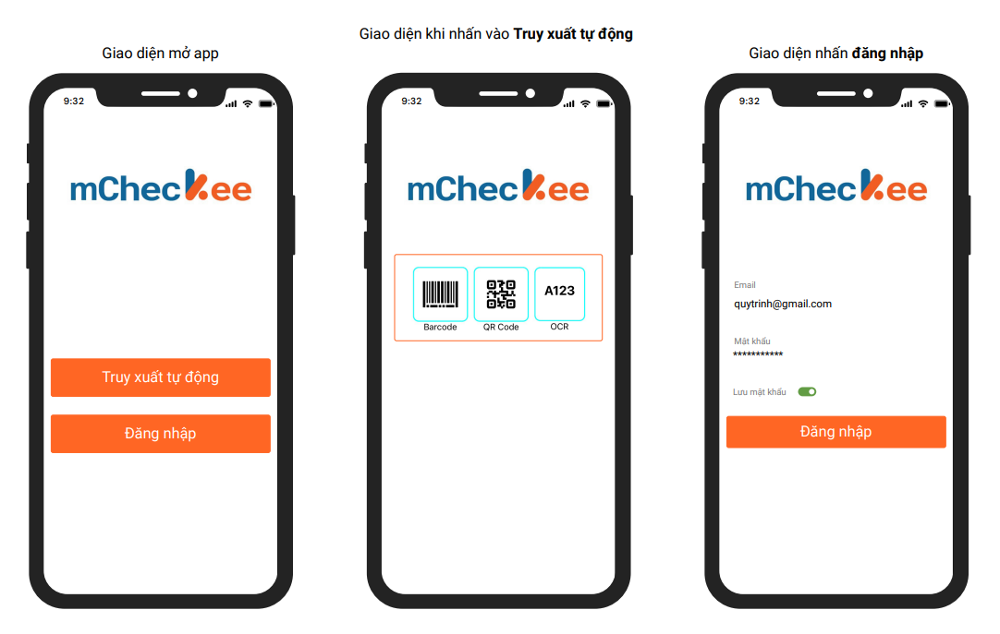 Giao diện mở app
9:32
mCheckee
Truy xuất tự động
Đăng nhập
Giao diện khi nhấn vào Truy xuất tự động
9:32
mCheckee
A123
Barcode
QR Code
OCR
Giao diện nhấn đăng nhập
9:32
mCheckee
Email
quytrinh@gmail.com
Mật khẩu
***********
Lưu mật khẩu
Đăng nhập